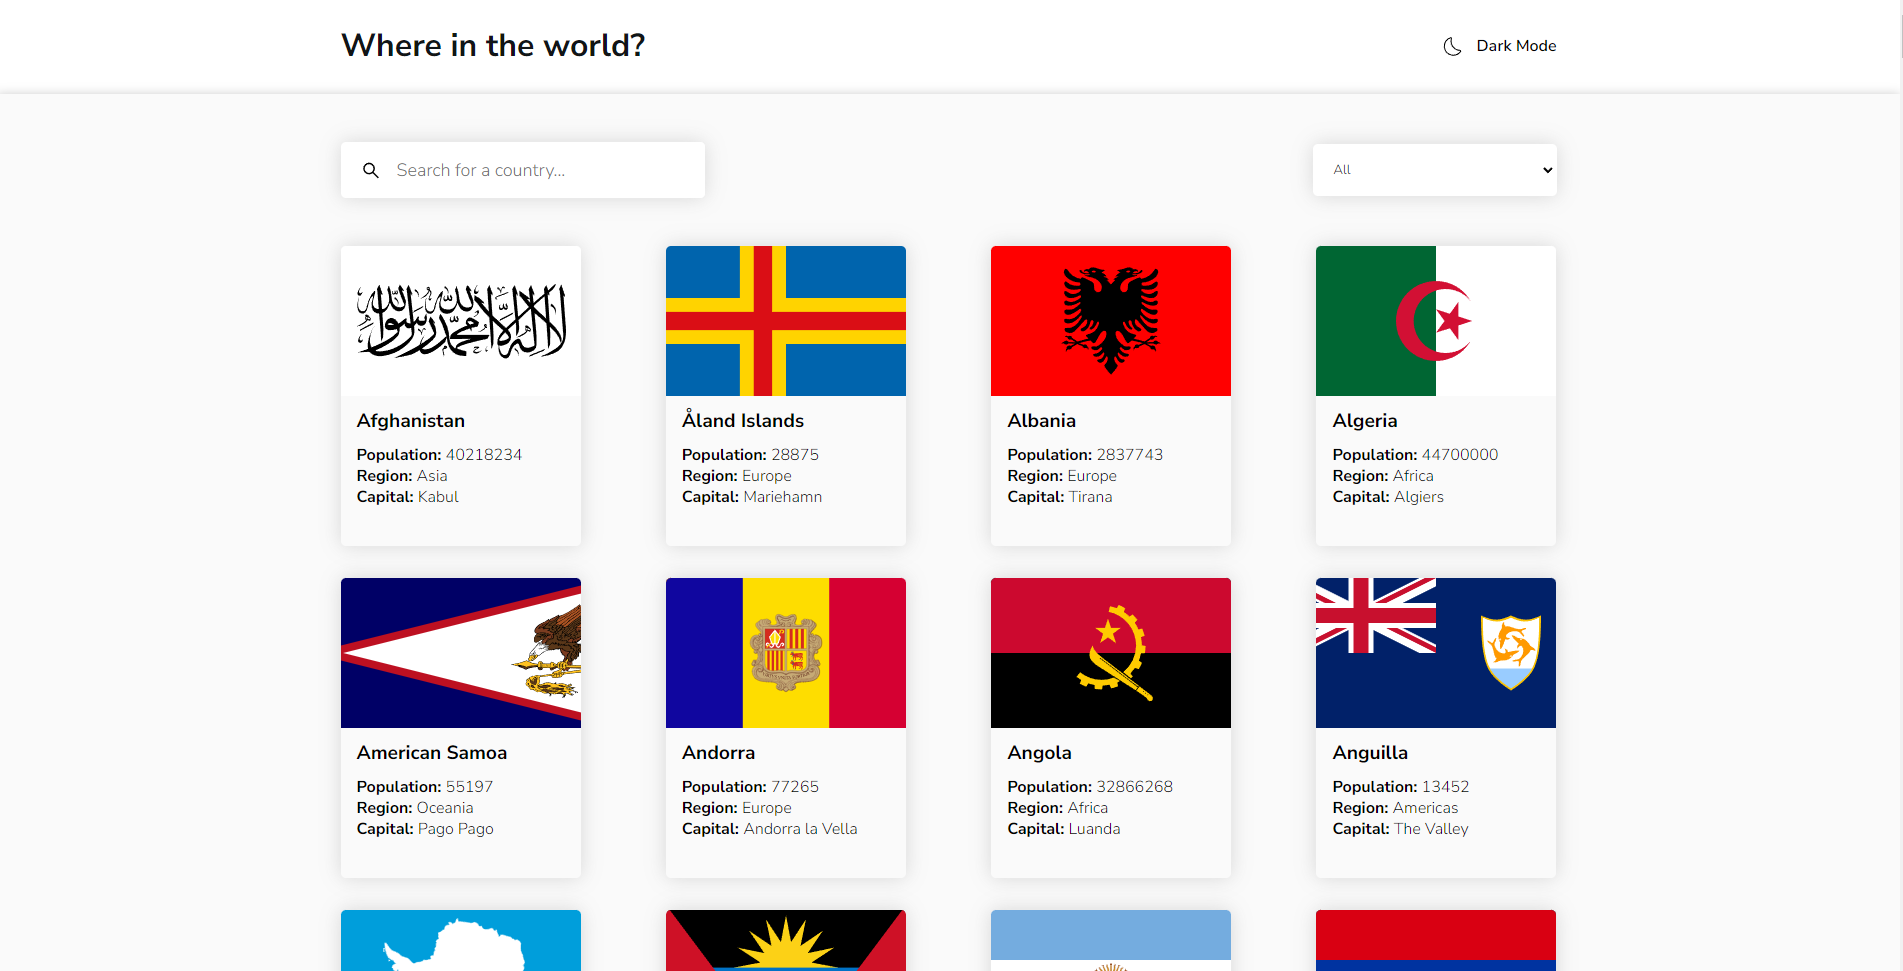 Where in the world?
Dark Mode
Search for a country...
All
لا إله إلا الله محمد رسول الله
Afghanistan
Population: 40218234
Region: Asia
Capital: Kabul
Åland Islands
Population: 28875
Region: Europe
Capital: Mariehamn
Albania
Population: 2837743
Region: Europe
Capital: Tirana
Algeria
Population: 44700000
Region: Africa
Capital: Algiers
American Samoa
Population: 55197
Region: Oceania
Capital: Pago Pago
Andorra
Population: 77265
Region: Europe
Capital: Andorra la Vella
Angola
Population: 32866268
Region: Africa
Capital: Luanda
Anguilla
Population: 13452
Region: Americas
Capital: The Valley